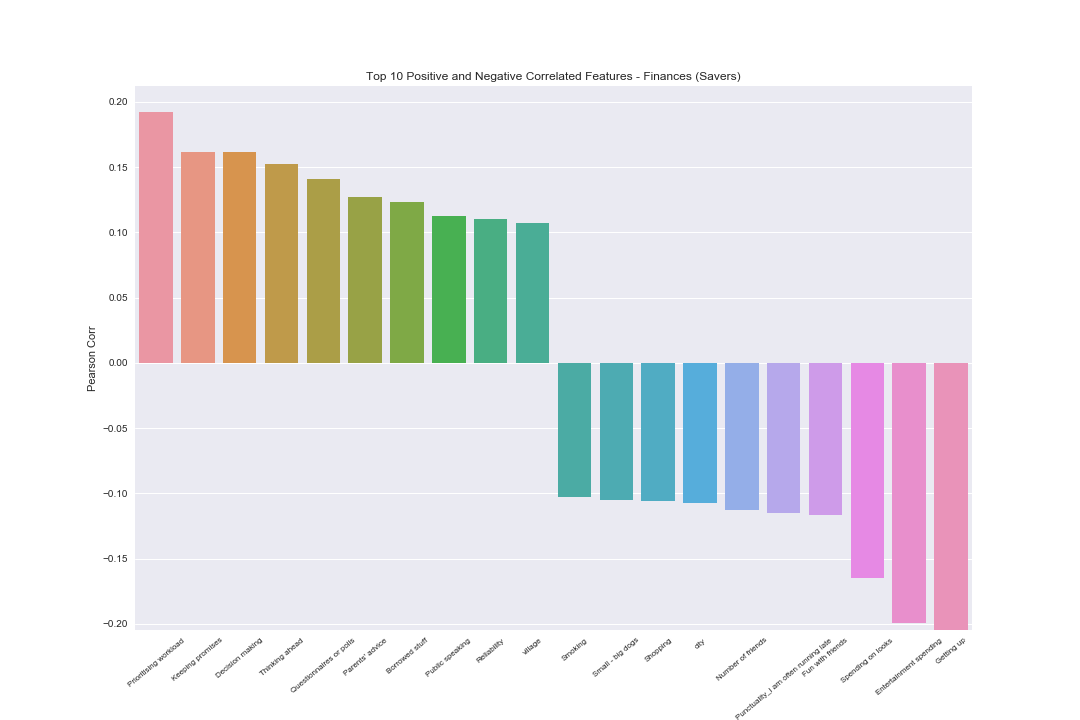 Top 10 Positive and Negative Correlated Features - Finances (Savers)
0.20
0.15
0.10
0.05
0.00
−0.05
−0.10
−0.15
−0.20
Pearson Corr
Prioritising workload
Keeping promises
Decision making
Thinking ahead
Questionnaires or polls
Parents' advice
Borrowed stuff
Public speaking
Reliability
village
Smoking
Small - big dogs
Shopping
city
Number of friends
Punctuality_i am often running late
Fun with friends
Spending on looks
Entertainment spending
Getting up